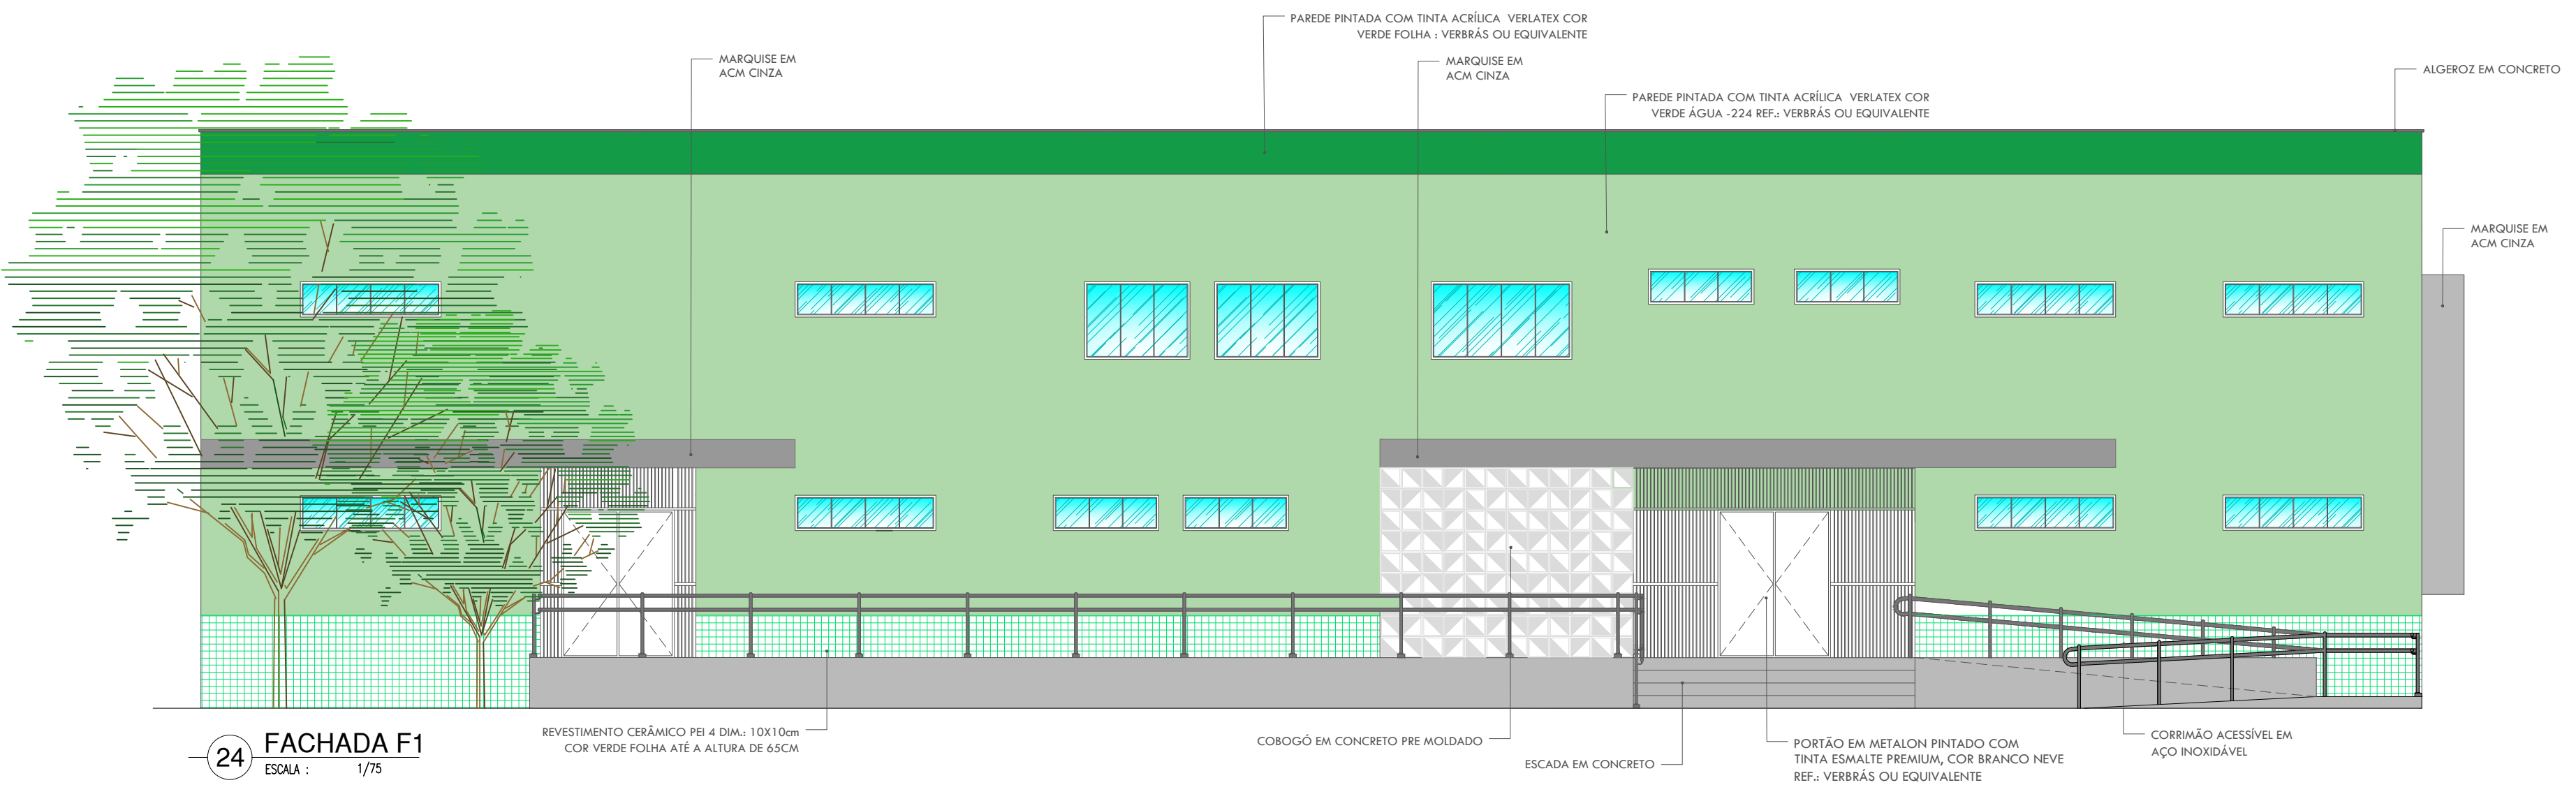 PAREDE PINTADA COM TINTA ACRÍLICA VERLATEX COR
VERDE FOLHA : VERBRÁS OU EQUIVALENTE
MARQUISE EM
ACM CINZA
MARQUISE EM
ACM CINZA
ALGEROZ EM CONCRETO
PAREDE PINTADA COM TINTA ACRÍLICA VERLATEX COR
VERDE ÁGUA -224 REF.: VERBRÁS OU EQUIVALENTE
MARQUISE EM
ACM CINZA
REVESTIMENTO CERÂMICO PEI 4 DIM.: 10X10cm
COR VERDE FOLHA ATÉ A ALTURA DE 65CM
COBOGÓ EM CONCRETO PRE MOLDADO
ESCADA EM CONCRETO
PORTÃO EM METALON PINTADO COM
TINTA ESMALTE PREMIUM, COR BRANCO NEVE
REF.: VERBRÁS OU EQUIVALENTE
CORRIMÃO ACESSÍVEL EM
AÇO INOXIDÁVEL
24
FACHADA F1
ESCALA : 1/75